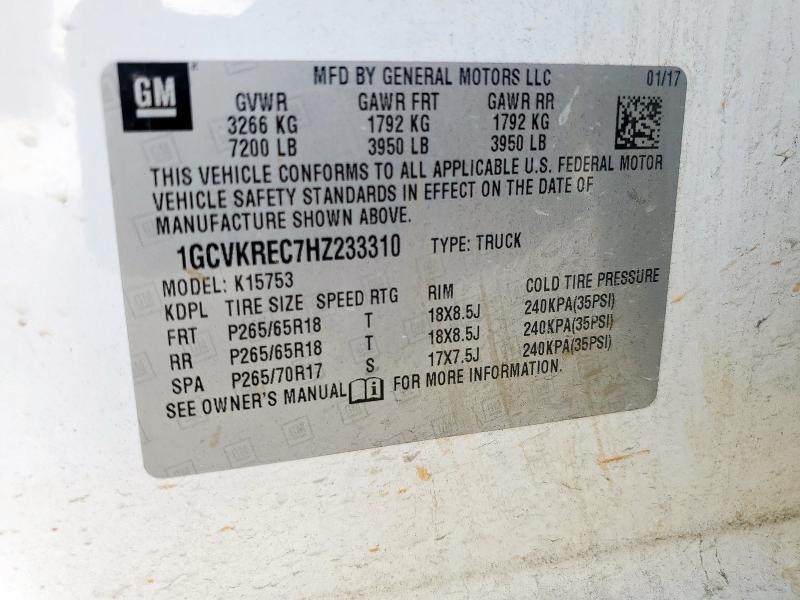 GM MFD BY GENERAL MOTORS LLC 01/17
GVWR GAWR FRT GAWR RR
3266 KG 1792 KG 1792 KG
7200 LB 3950 LB 3950 LB
THIS VEHICLE CONFORMS TO ALL APPLICABLE U.S. FEDERAL MOTOR
VEHICLE SAFETY STANDARDS IN EFFECT ON THE DATE OF
MANUFACTURE SHOWN ABOVE.
1GCVKREC7HZ233310 TYPE: TRUCK
MODEL: K15753
KDPL TIRE SIZE SPEED RTG RIM COLD TIRE PRESSURE
FRT P265/65R18 T 18X8.5J 240KPA(35PSI)
RR P265/65R18 T 18X8.5J 240KPA(35PSI)
SPA P265/70R17 S 17X7.5J 240KPA(35PSI)
SEE OWNER'S MANUAL i FOR MORE INFORMATION.